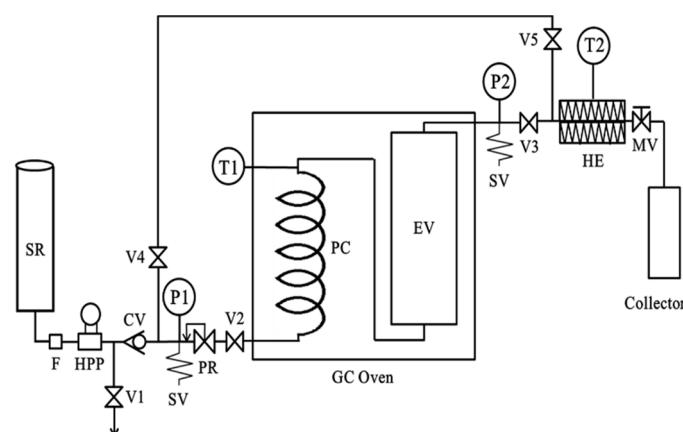 V5
T2
P2
V3
MV
SV
HE
T1
SR
PC
EV
V4
P1
Collector
CV
V2
F
HPP
PR
V1
SV
GC Oven